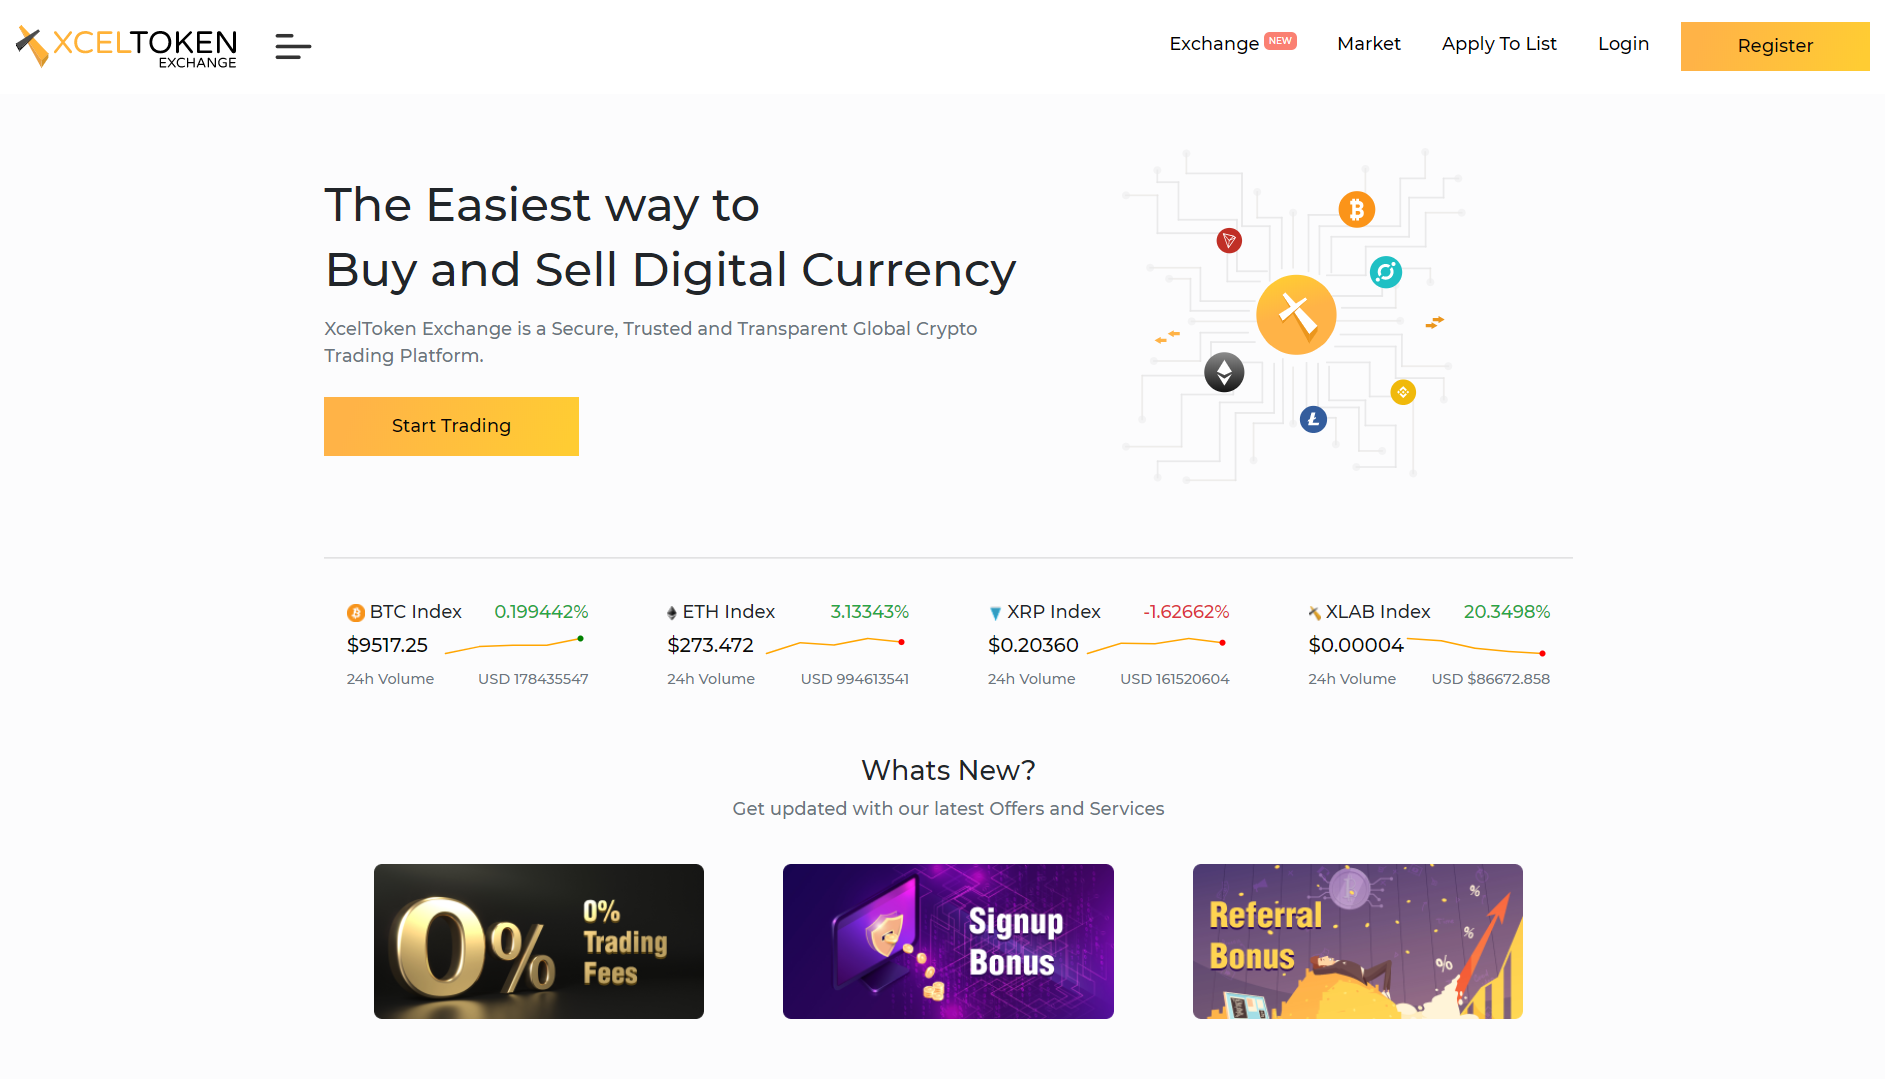 XCELTOKEN
EXCHANGE
Exchange NEW
Market
Apply To List
Login
Register
The Easiest way to
Buy and Sell Digital Currency
XcelToken Exchange is a Secure, Trusted and Transparent Global Crypto
Trading Platform.
Start Trading
BTC Index 0.199442%
$9517.25
24h Volume USD 178435547
ETH Index 3.13343%
$273.472
24h Volume USD 994613541
XRP Index -1.62662%
$0.20360
24h Volume USD 161520604
XLAB Index 20.3498%
$0.00004
24h Volume USD $86672.858
Whats New?
Get updated with our latest Offers and Services
0%
0%
Trading
Fees
Signup
Bonus
Referral
Bonus
%
%
%